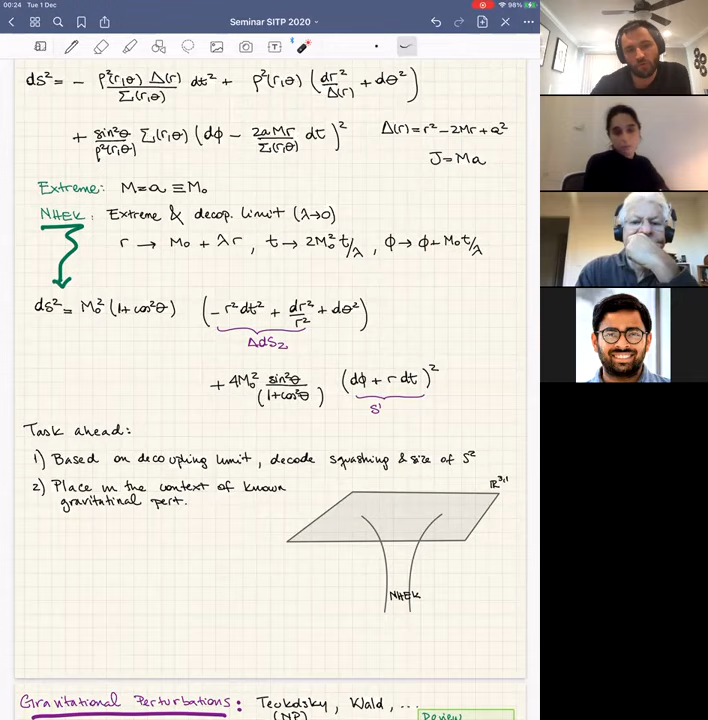 00:24 Tue 1 Dec
98%
Seminar SITP 2020
ds² = - ρ²(r,θ) Δ(r) / Σ(r,θ) dt² + ρ²(r,θ) ( dr²/Δ(r) + dθ² )
+ sin²θ / ρ²(r,θ) Σ(r,θ) ( dϕ - 2aMr / Σ(r,θ) dt )² Δ(r) = r² - 2Mr + a²
J = Ma
Extreme: M = a ≡ M₀
NHEK: Extreme & decop. limit (λ→0)
r → M₀ + λr , t → 2M₀² t/λ , ϕ → ϕ + M₀ t/λ
ds² = M₀² (1+cos²θ) ( -r²dt² + dr²/r² + dθ² )
AdS₂
+ 4M₀² sin²θ / (1+cos²θ) (dϕ + r dt)²
S¹
Task ahead:
1) Based on decoupling limit, decode squashing & size of S²
2) Place in the context of known
gravitatinal pert.
ℝ³,¹
NHEK
Gravitational Perturbations: Teukolsky, Wald, ...
(NP)
Review